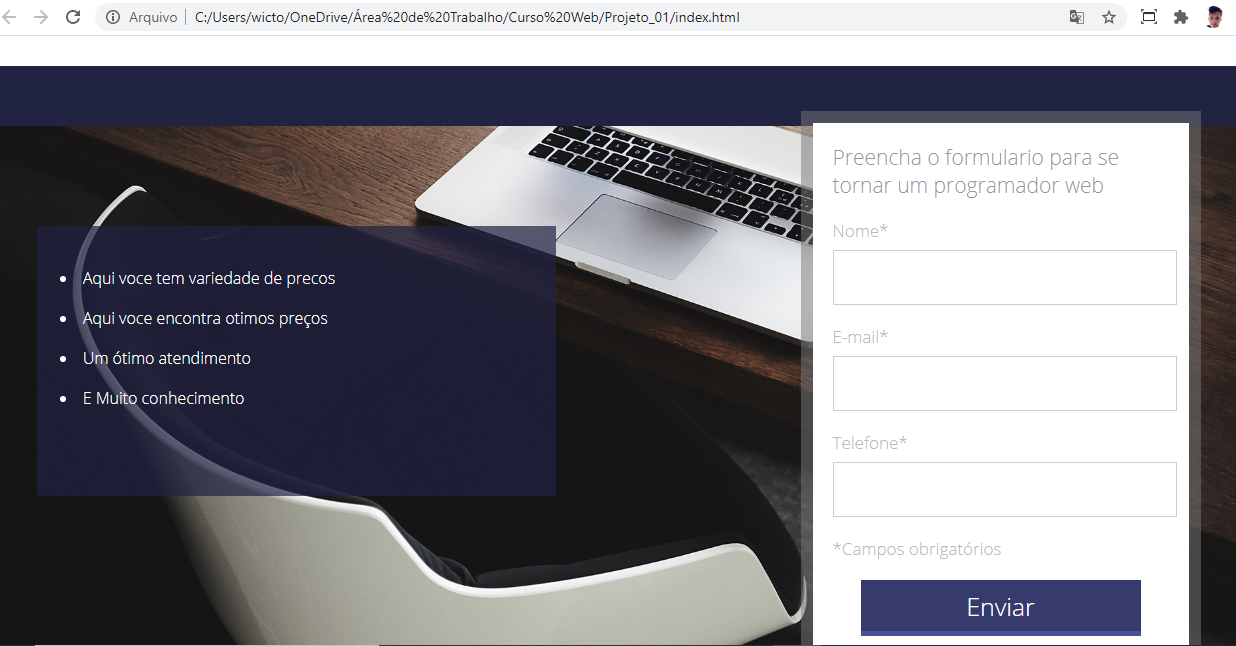 Arquivo | C:/Users/wicto/OneDrive/Área%20de%20Trabalho/Curso%20Web/Projeto_01/index.html
Aqui voce tem variedade de precos
Aqui voce encontra otimos preços
Um ótimo atendimento
E Muito conhecimento
Preencha o formulario para se
tornar um programador web
Nome*
E-mail*
Telefone*
*Campos obrigatórios
Enviar